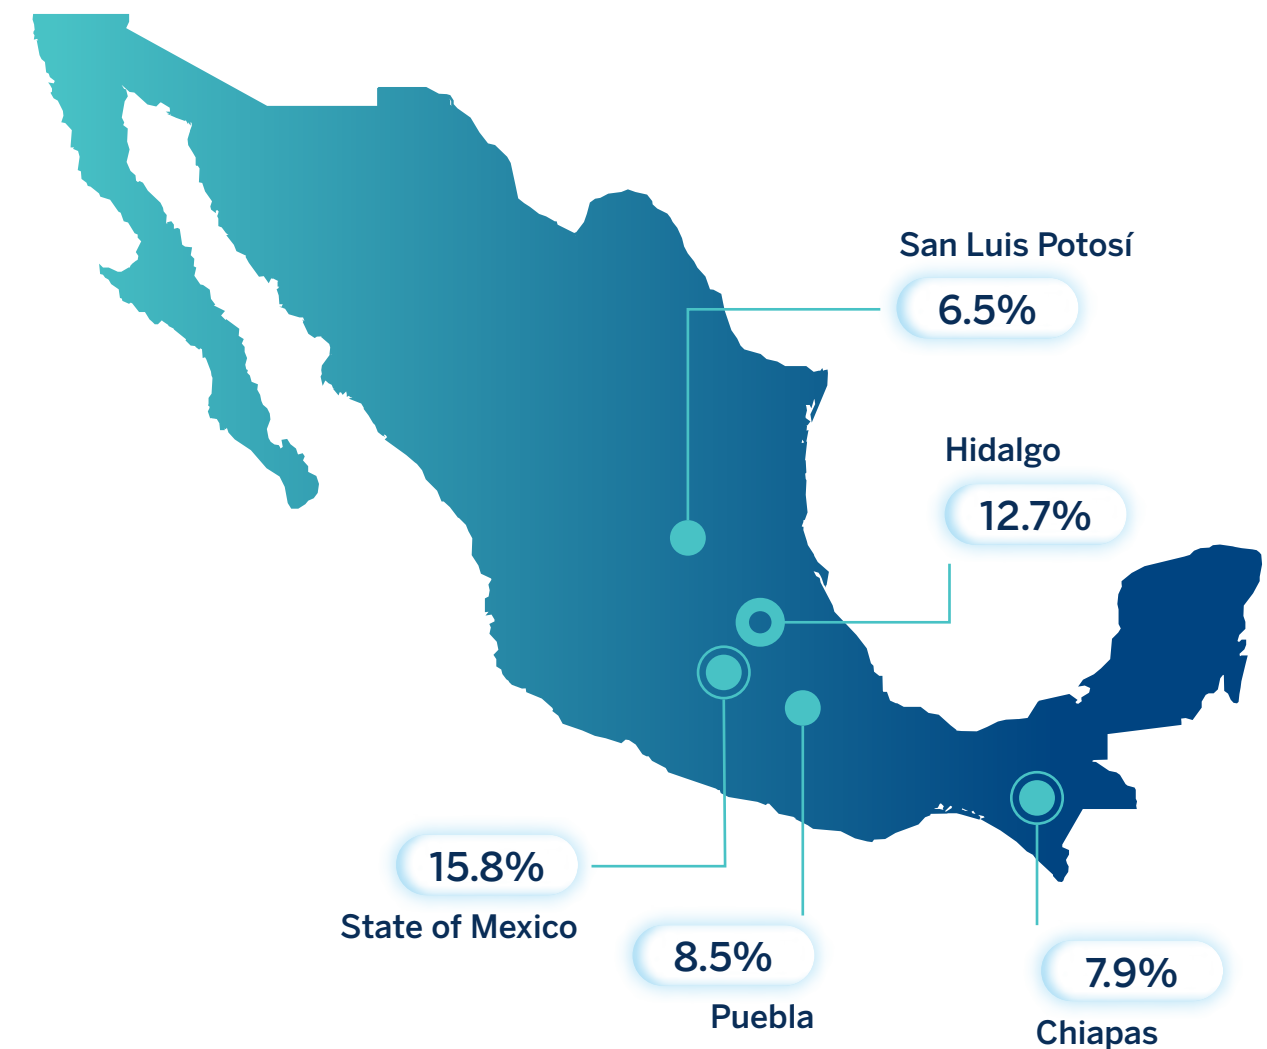 San Luis Potosí
6.5%
Hidalgo
12.7%
15.8%
State of Mexico
8.5%
Puebla
7.9%
Chiapas